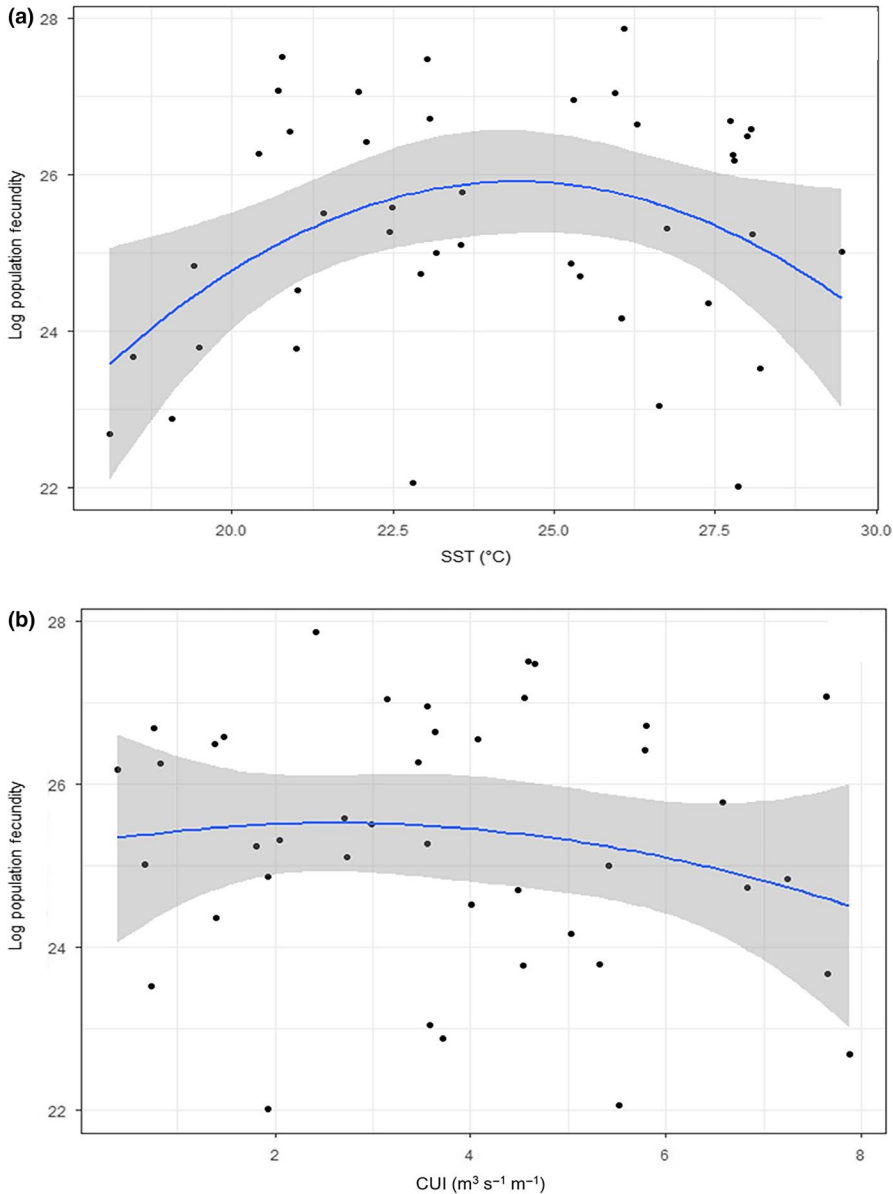 (a)
28
26
24
22
Log population fecundity
20.0 22.5 25.0 27.5 30.0
SST (°C)
(b)
28
26
24
22
Log population fecundity
2 4 6 8
CUI (m³ s⁻¹ m⁻¹)